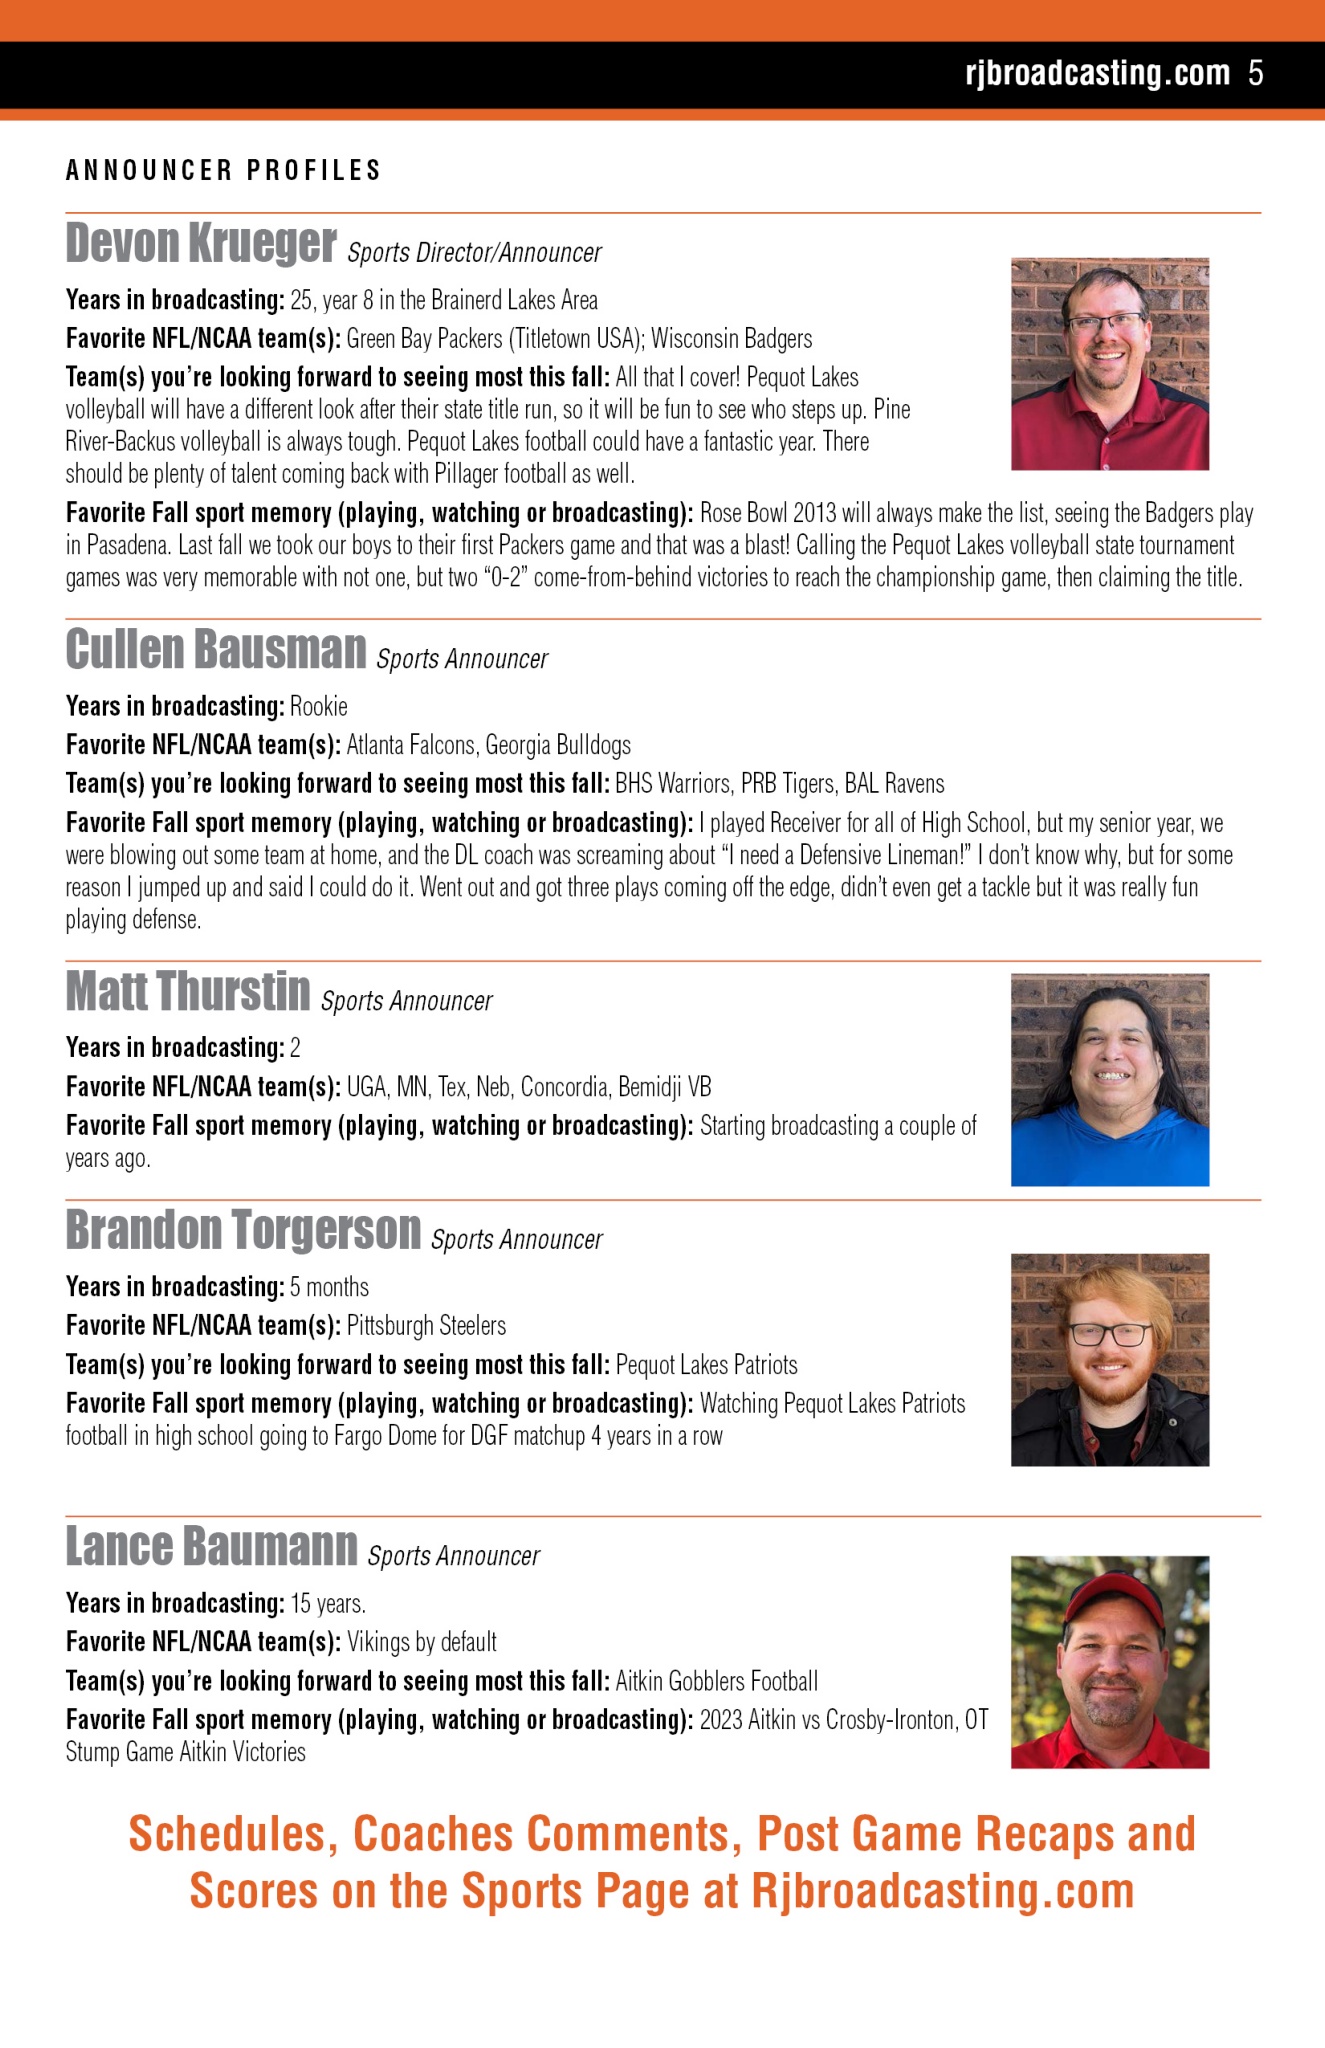 rjbroadcasting.com 5
ANNOUNCER PROFILES
Devon Krueger Sports Director/Announcer
Years in broadcasting: 25, year 8 in the Brainerd Lakes Area
Favorite NFL/NCAA team(s): Green Bay Packers (Titletown USA); Wisconsin Badgers
Team(s) you’re looking forward to seeing most this fall: All that I cover! Pequot Lakes
volleyball will have a different look after their state title run, so it will be fun to see who steps up. Pine
River-Backus volleyball is always tough. Pequot Lakes football could have a fantastic year. There
should be plenty of talent coming back with Pillager football as well.
Favorite Fall sport memory (playing, watching or broadcasting): Rose Bowl 2013 will always make the list, seeing the Badgers play
in Pasadena. Last fall we took our boys to their first Packers game and that was a blast! Calling the Pequot Lakes volleyball state tournament
games was very memorable with not one, but two “0-2” come-from-behind victories to reach the championship game, then claiming the title.
Cullen Bausman Sports Announcer
Years in broadcasting: Rookie
Favorite NFL/NCAA team(s): Atlanta Falcons, Georgia Bulldogs
Team(s) you’re looking forward to seeing most this fall: BHS Warriors, PRB Tigers, BAL Ravens
Favorite Fall sport memory (playing, watching or broadcasting): I played Receiver for all of High School, but my senior year, we
were blowing out some team at home, and the DL coach was screaming about “I need a Defensive Lineman!” I don’t know why, but for some
reason I jumped up and said I could do it. Went out and got three plays coming off the edge, didn’t even get a tackle but it was really fun
playing defense.
Matt Thurstin Sports Announcer
Years in broadcasting: 2
Favorite NFL/NCAA team(s): UGA, MN, Tex, Neb, Concordia, Bemidji VB
Favorite Fall sport memory (playing, watching or broadcasting): Starting broadcasting a couple of
years ago.
Brandon Torgerson Sports Announcer
Years in broadcasting: 5 months
Favorite NFL/NCAA team(s): Pittsburgh Steelers
Team(s) you’re looking forward to seeing most this fall: Pequot Lakes Patriots
Favorite Fall sport memory (playing, watching or broadcasting): Watching Pequot Lakes Patriots
football in high school going to Fargo Dome for DGF matchup 4 years in a row
Lance Baumann Sports Announcer
Years in broadcasting: 15 years.
Favorite NFL/NCAA team(s): Vikings by default
Team(s) you’re looking forward to seeing most this fall: Aitkin Gobblers Football
Favorite Fall sport memory (playing, watching or broadcasting): 2023 Aitkin vs Crosby-Ironton, OT
Stump Game Aitkin Victories
Schedules, Coaches Comments, Post Game Recaps and
Scores on the Sports Page at Rjbroadcasting.com